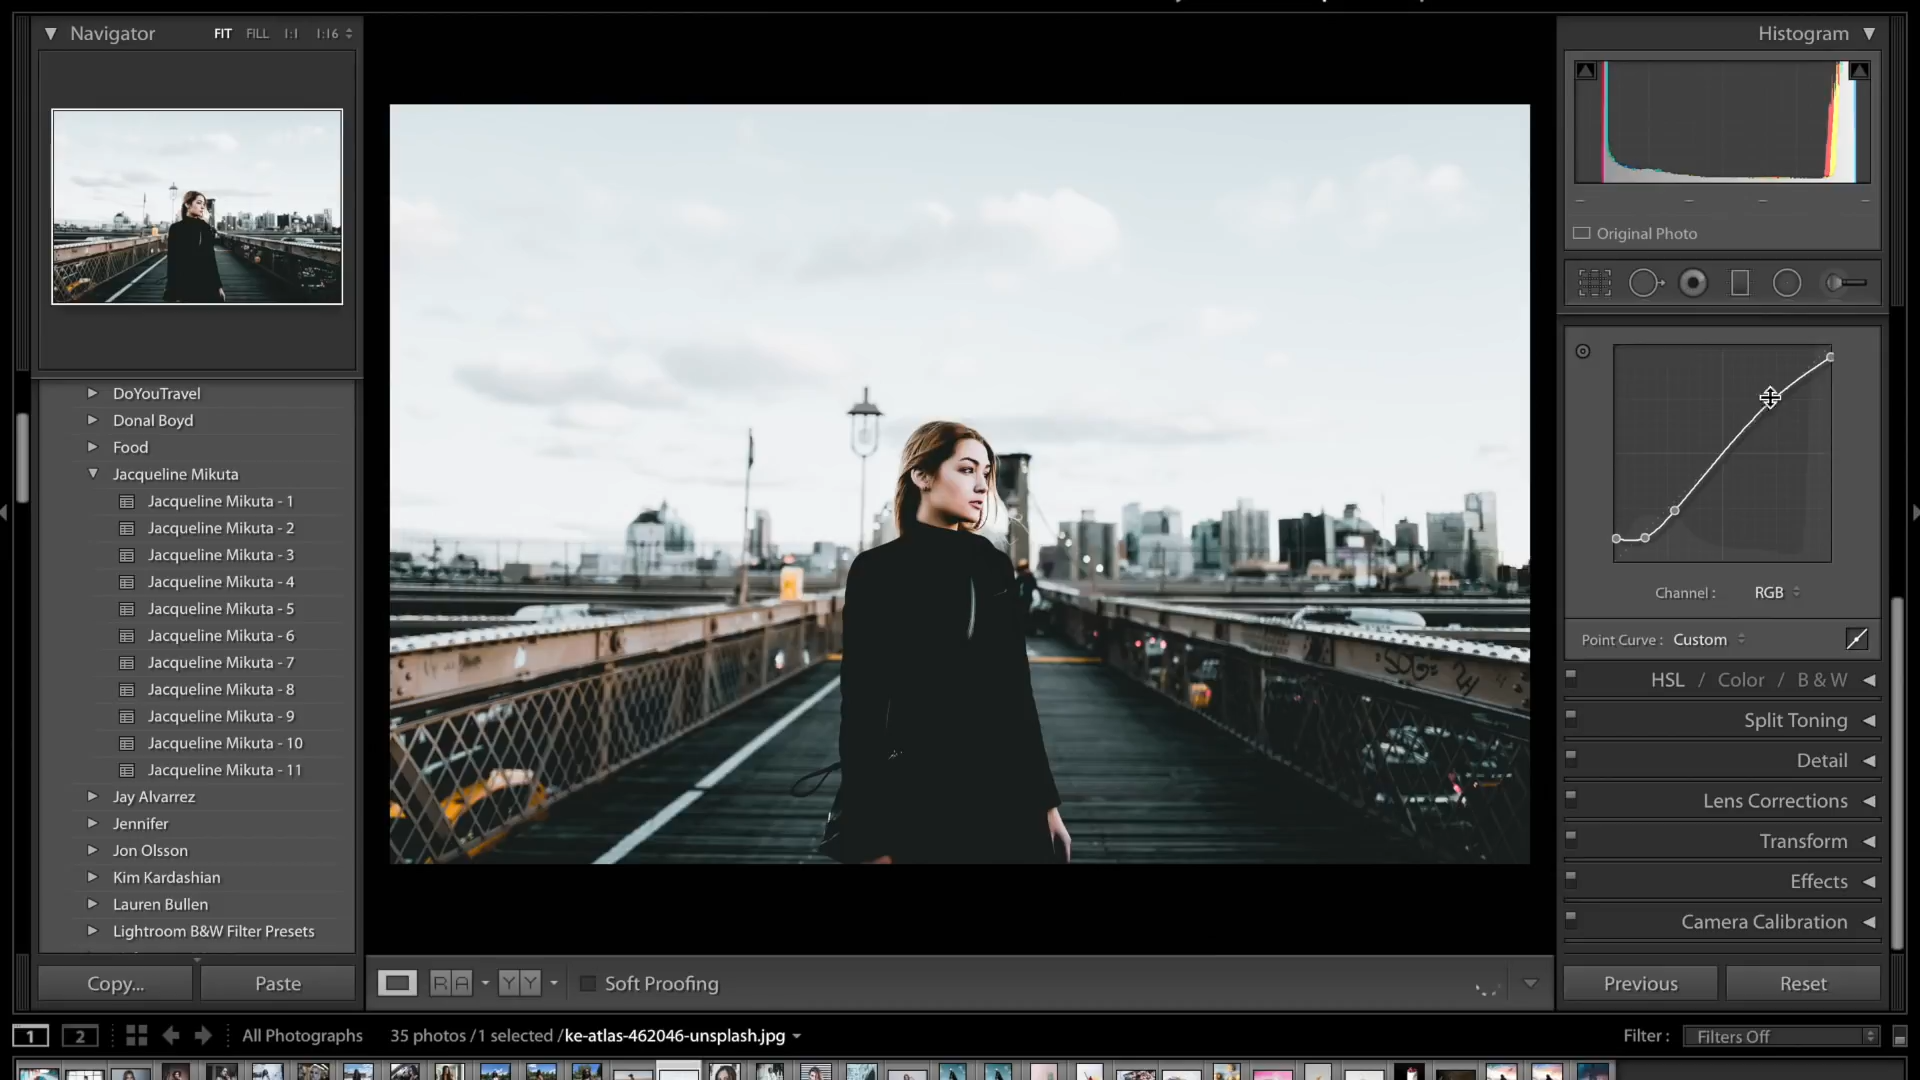 Navigator FIT FILL 1:1 1:16
Histogram
Original Photo
DoYouTravel
Donal Boyd
Food
Jacqueline Mikuta
Jacqueline Mikuta - 1
Jacqueline Mikuta - 2
Jacqueline Mikuta - 3
Jacqueline Mikuta - 4
Jacqueline Mikuta - 5
Jacqueline Mikuta - 6
Jacqueline Mikuta - 7
Jacqueline Mikuta - 8
Jacqueline Mikuta - 9
Jacqueline Mikuta - 10
Jacqueline Mikuta - 11
Jay Alvarrez
Jennifer
Jon Olsson
Kim Kardashian
Lauren Bullen
Lightroom B&W Filter Presets
Channel : RGB
Point Curve : Custom
HSL / Color / B & W
Split Toning
Detail
Lens Corrections
Transform
Effects
Camera Calibration
Copy... Paste
R A Y Y Soft Proofing
Previous Reset
1 2 All Photographs 35 photos / 1 selected / ke-atlas-462046-unsplash.jpg
Filter : Filters Off